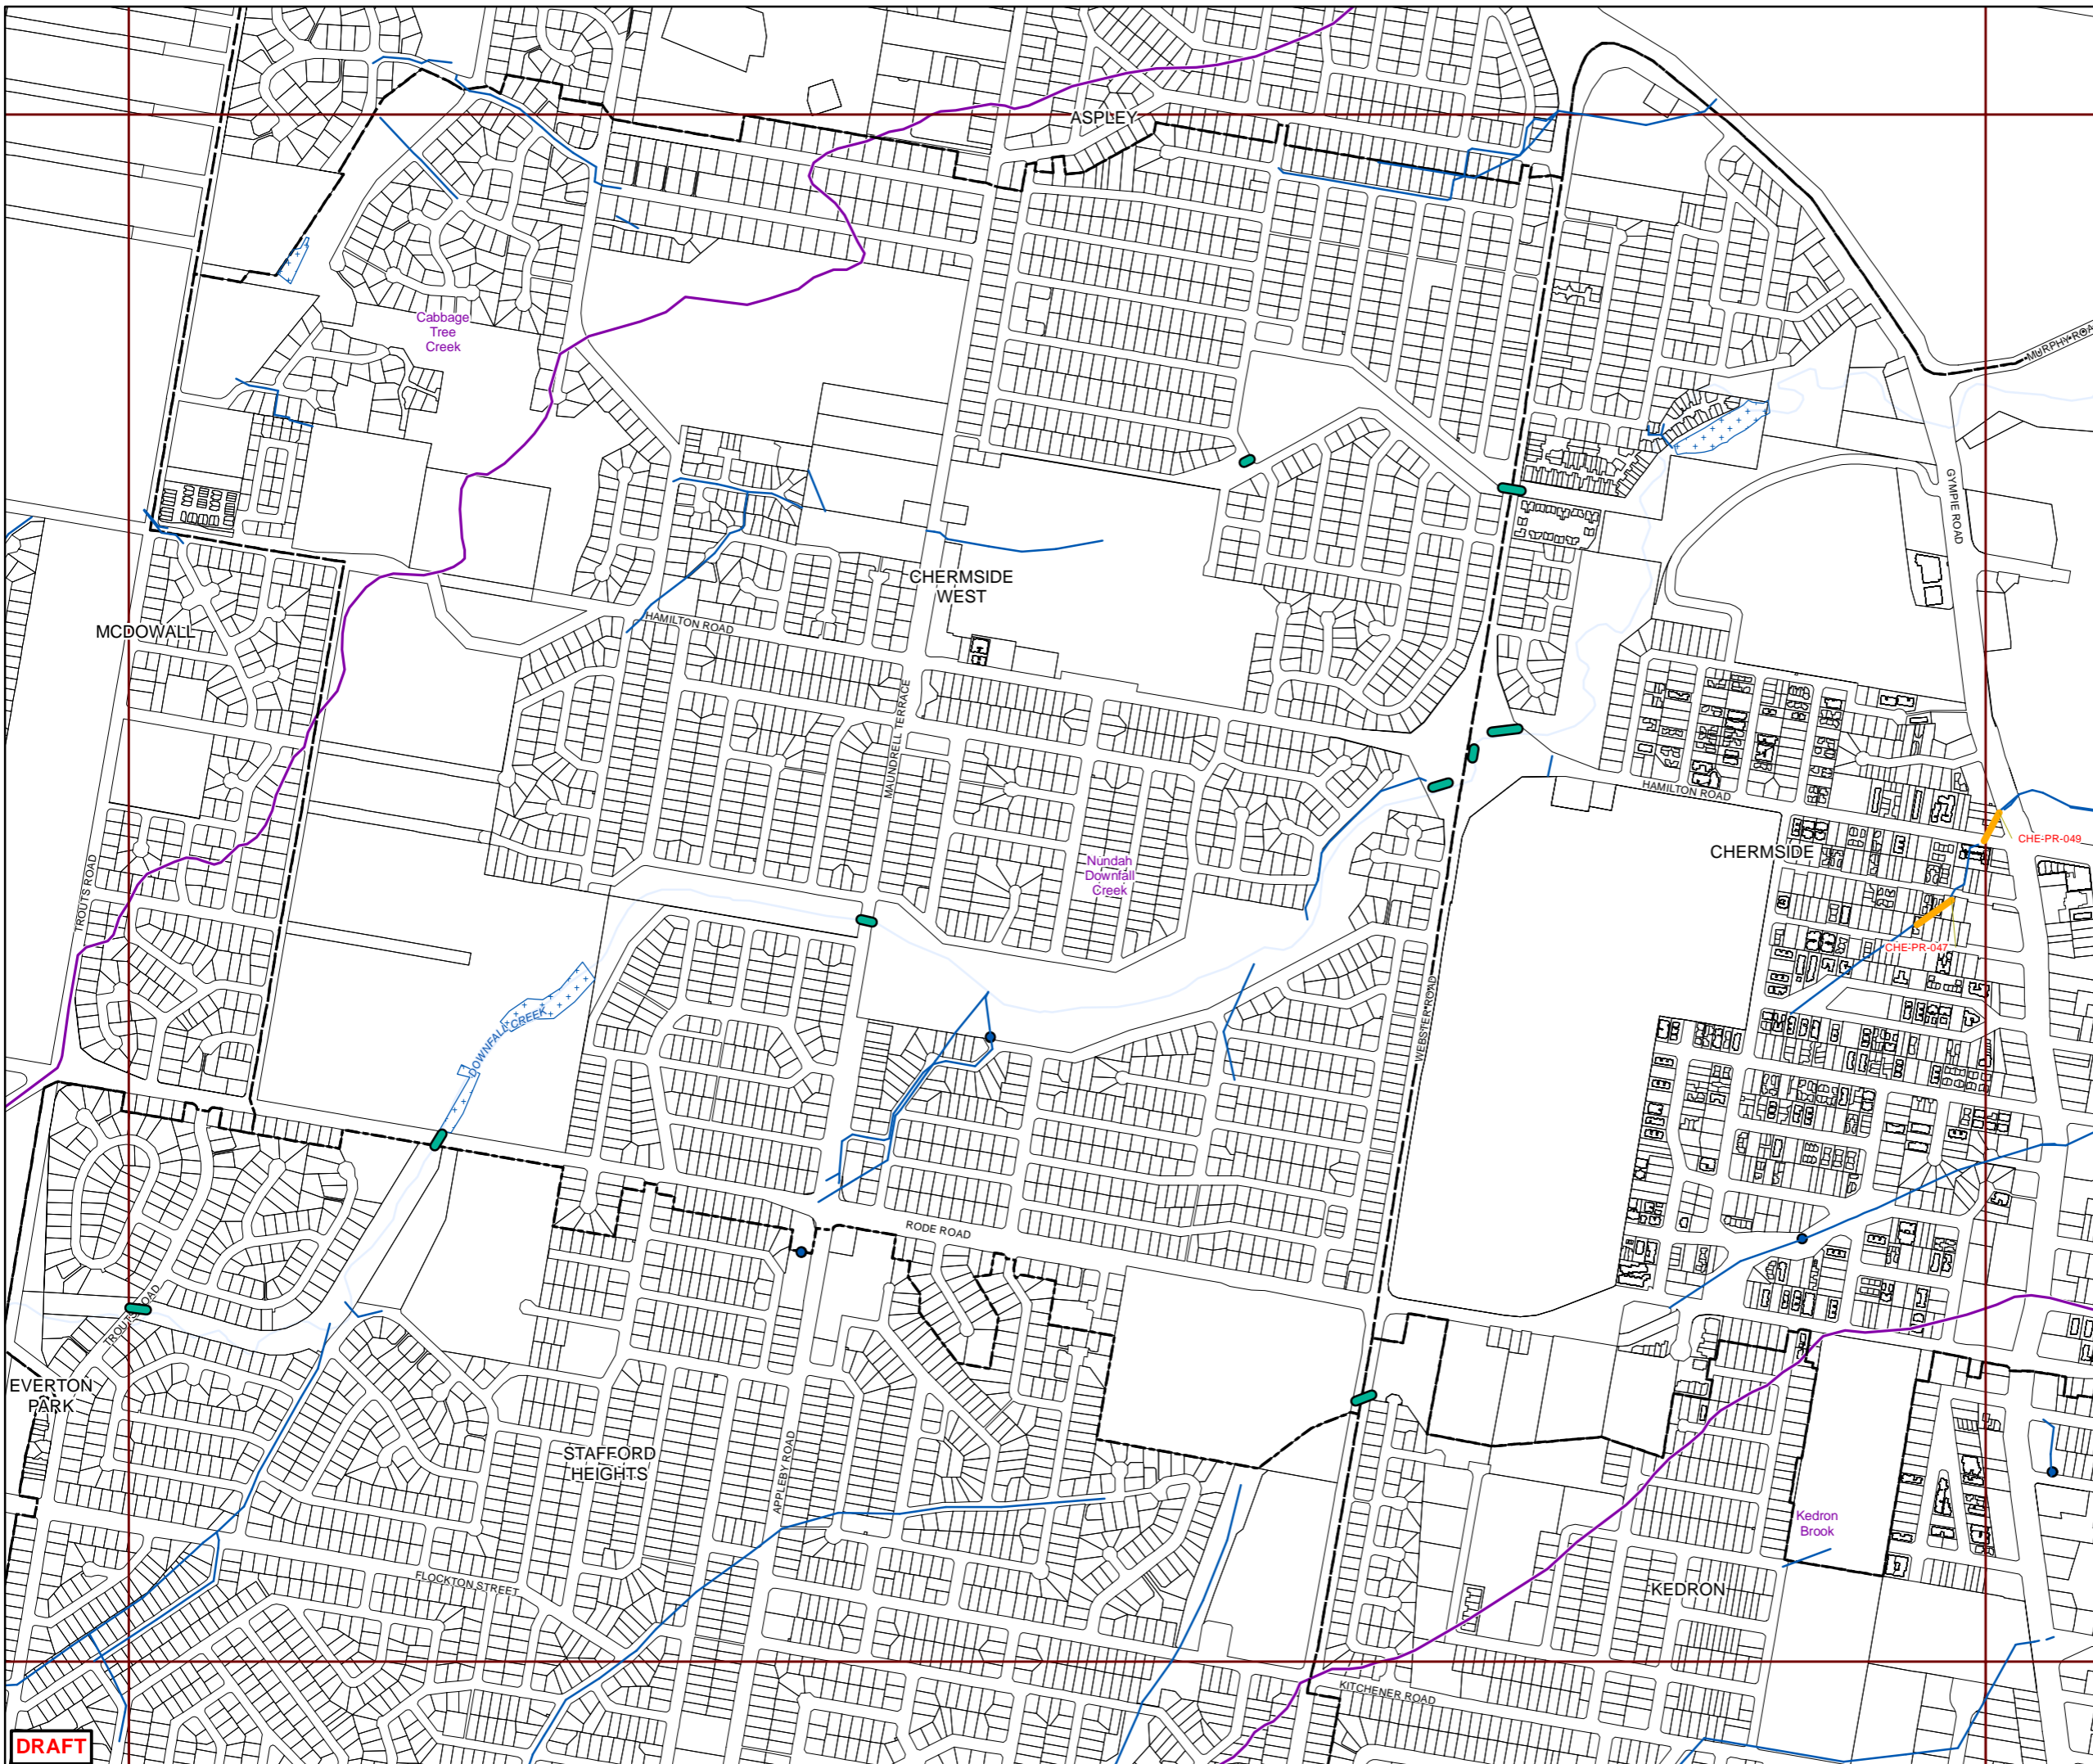 ASPLEY
Cabbage
Tree
Creek
MURPHY ROA
GYMPIE ROAD
CHERMSIDE
WEST
HAMILTON ROAD
MCDOWALL
MAUNDRELL TERRACE
HAMILTON ROAD
CHE-PR-049
CHERMSIDE
Nundah
Downfall
Creek
TROUTS ROAD
CHE-PR-047
WEBSTER ROAD
DOWNFALL CREEK
RODE ROAD
TROUTS ROAD
EVERTON
PARK
STAFFORD
HEIGHTS
APPLEBY ROAD
Kedron
Brook
FLOCKTON STREET
KEDRON
KITCHENER ROAD
DRAFT